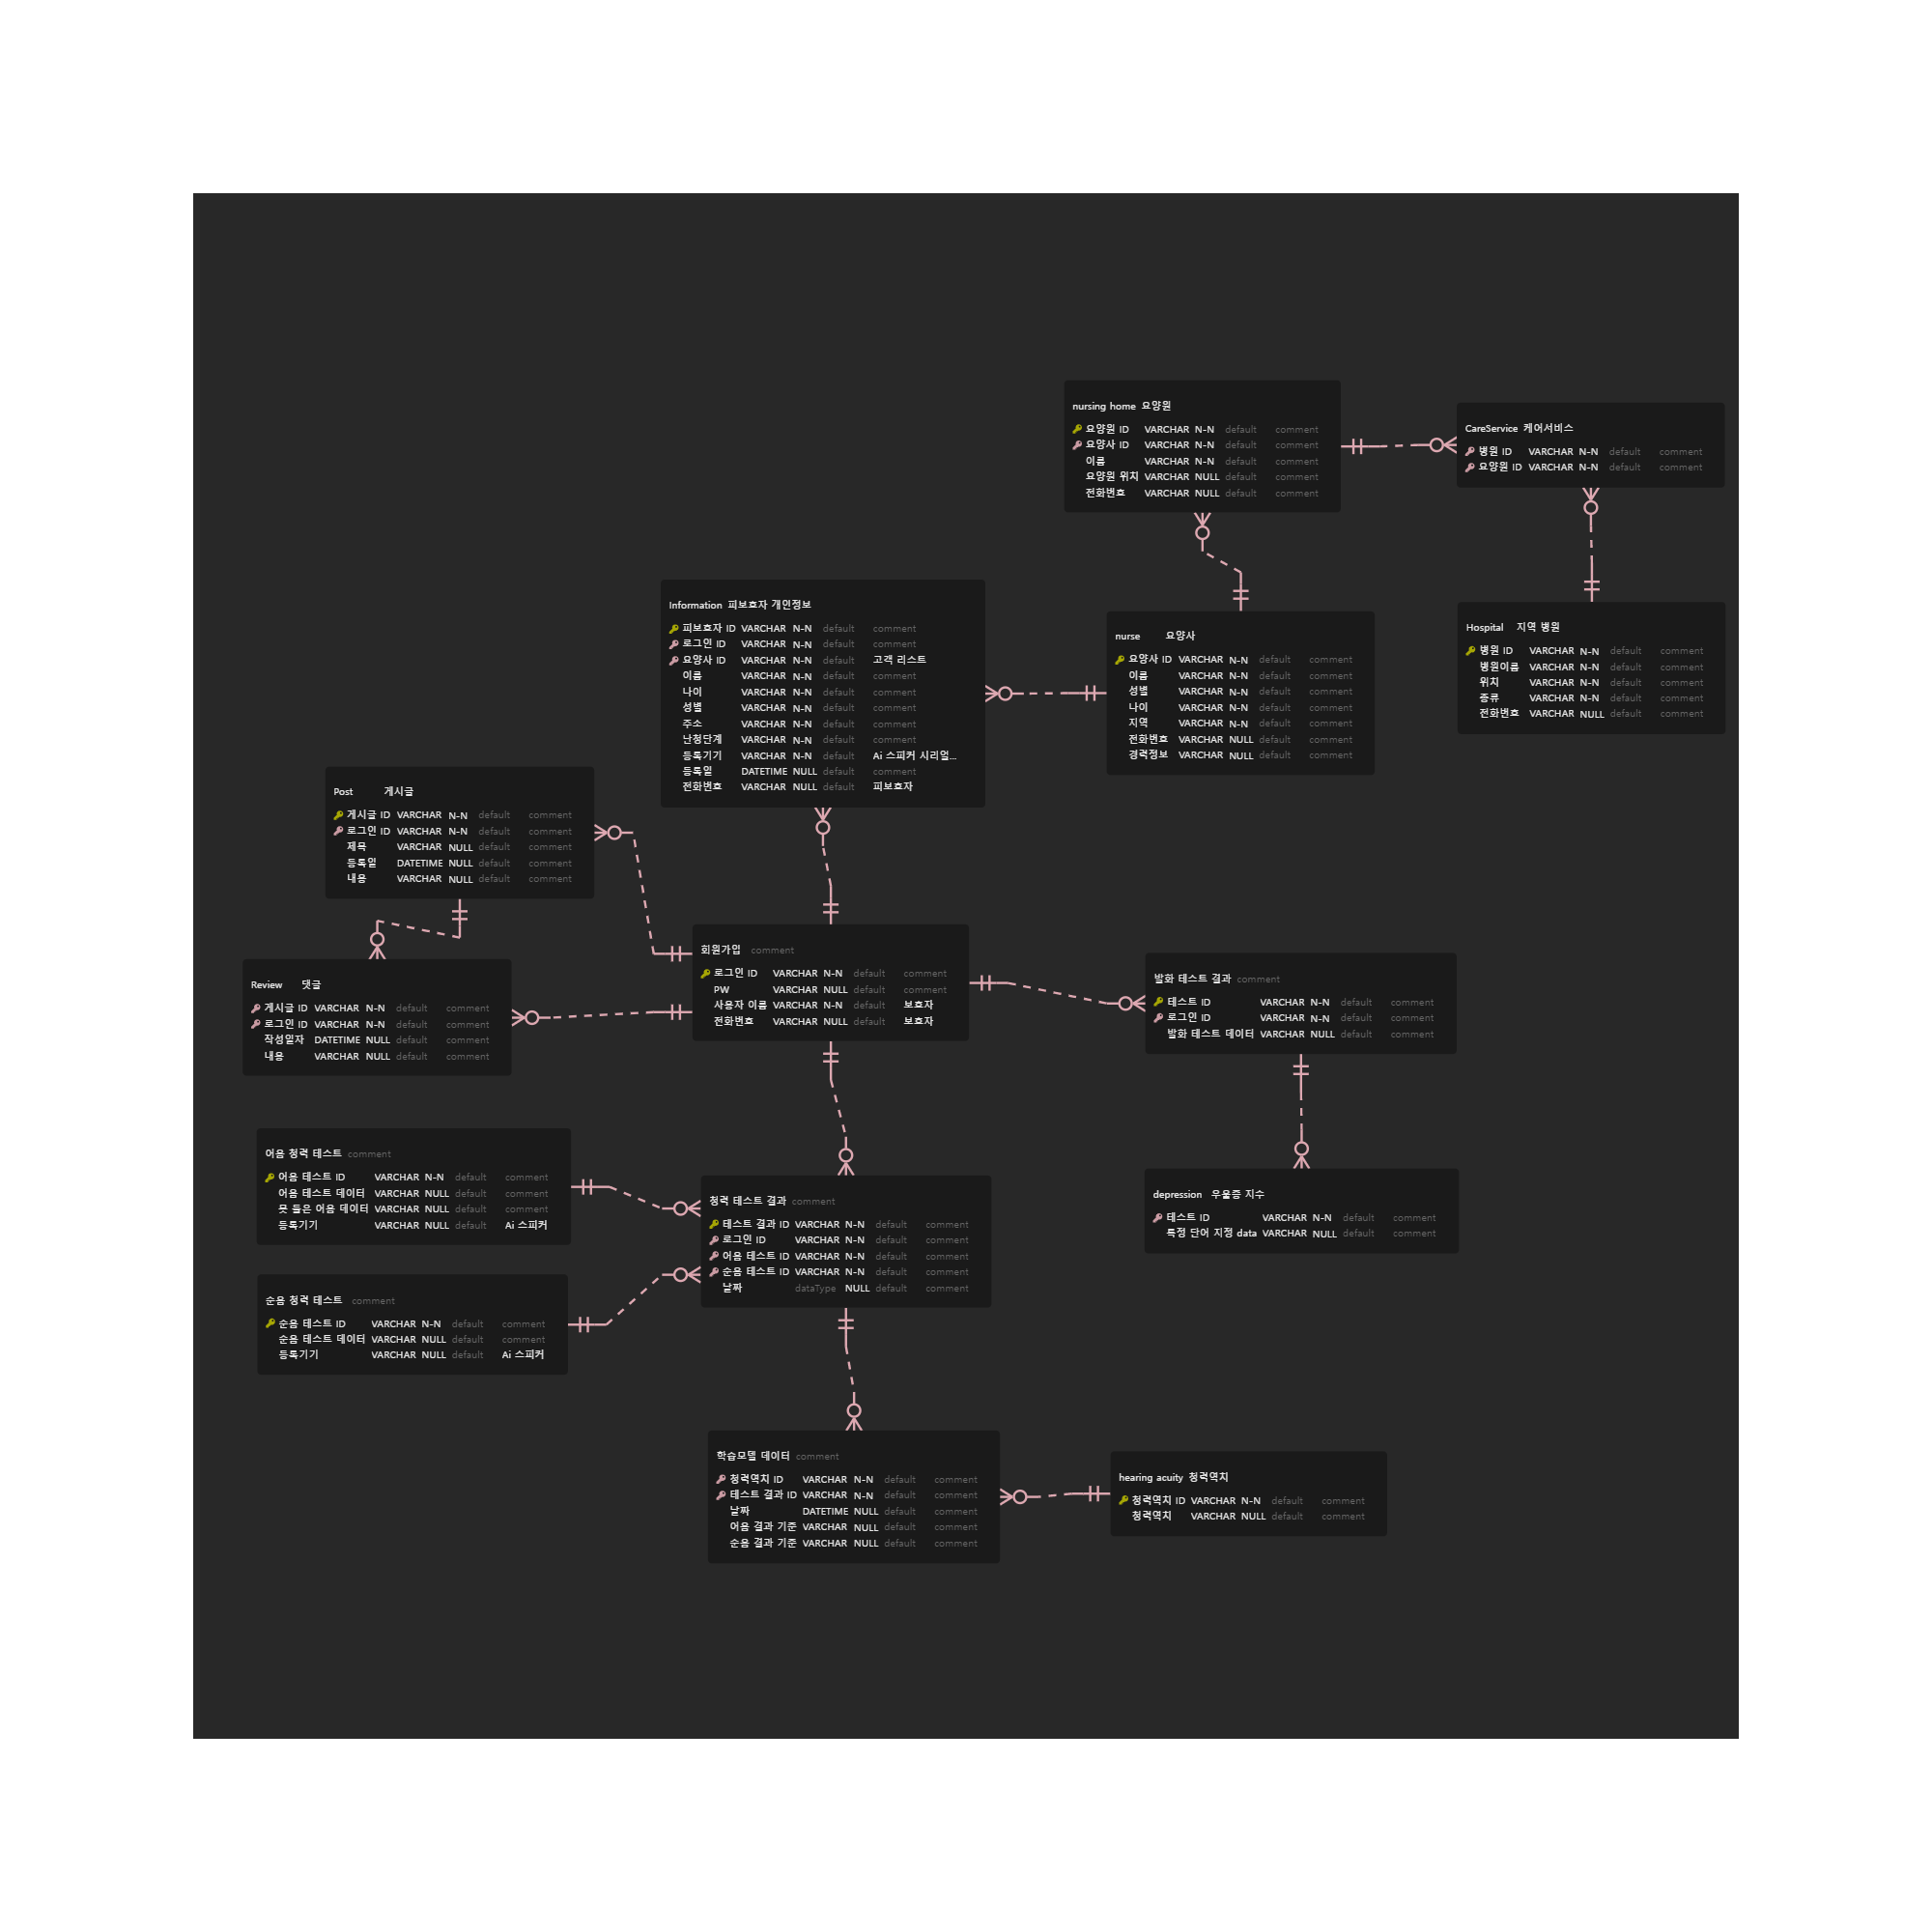 nursing home 요양원
요양원 ID VARCHAR N-N default comment
요양사 ID VARCHAR N-N default comment
이름 VARCHAR N-N default comment
요양원 위치 VARCHAR NULL default comment
전화번호 VARCHAR NULL default comment
CareService 케어서비스
병원 ID VARCHAR N-N default comment
요양원 ID VARCHAR N-N default comment
Information 피보호자 개인정보
피보호자 ID VARCHAR N-N default comment
로그인 ID VARCHAR N-N default comment
요양사 ID VARCHAR N-N default 고객 리스트
이름 VARCHAR N-N default comment
나이 VARCHAR N-N default comment
성별 VARCHAR N-N default comment
주소 VARCHAR N-N default comment
난청단계 VARCHAR N-N default comment
등록기기 VARCHAR N-N default Ai 스피커 시리얼...
등록일 DATETIME NULL default comment
전화번호 VARCHAR NULL default 피보호자
nurse 요양사
요양사 ID VARCHAR N-N default comment
이름 VARCHAR N-N default comment
성별 VARCHAR N-N default comment
나이 VARCHAR N-N default comment
지역 VARCHAR N-N default comment
전화번호 VARCHAR NULL default comment
경력정보 VARCHAR NULL default comment
Hospital 지역 병원
병원 ID VARCHAR N-N default comment
병원이름 VARCHAR N-N default comment
위치 VARCHAR N-N default comment
종류 VARCHAR N-N default comment
전화번호 VARCHAR NULL default comment
Post 게시글
게시글 ID VARCHAR N-N default comment
로그인 ID VARCHAR N-N default comment
제목 VARCHAR NULL default comment
등록일 DATETIME NULL default comment
내용 VARCHAR NULL default comment
회원가입 comment
로그인 ID VARCHAR N-N default comment
PW VARCHAR NULL default comment
사용자 이름 VARCHAR N-N default 보호자
전화번호 VARCHAR NULL default 보호자
Review 댓글
게시글 ID VARCHAR N-N default comment
로그인 ID VARCHAR N-N default comment
작성일자 DATETIME NULL default comment
내용 VARCHAR NULL default comment
발화 테스트 결과 comment
테스트 ID VARCHAR N-N default comment
로그인 ID VARCHAR N-N default comment
발화 테스트 데이터 VARCHAR NULL default comment
어음 청력 테스트 comment
어음 테스트 ID VARCHAR N-N default comment
어음 테스트 데이터 VARCHAR NULL default comment
못 들은 어음 데이터 VARCHAR NULL default comment
등록기기 VARCHAR NULL default Ai 스피커
청력 테스트 결과 comment
테스트 결과 ID VARCHAR N-N default comment
로그인 ID VARCHAR N-N default comment
어음 테스트 ID VARCHAR N-N default comment
순음 테스트 ID VARCHAR N-N default comment
날짜 dataType NULL default comment
depression 우울증 지수
테스트 ID VARCHAR N-N default comment
특정 단어 지정 data VARCHAR NULL default comment
순음 청력 테스트 comment
순음 테스트 ID VARCHAR N-N default comment
순음 테스트 데이터 VARCHAR NULL default comment
등록기기 VARCHAR NULL default Ai 스피커
학습모델 데이터 comment
청력역치 ID VARCHAR N-N default comment
테스트 결과 ID VARCHAR N-N default comment
날짜 DATETIME NULL default comment
어음 결과 기준 VARCHAR NULL default comment
순음 결과 기준 VARCHAR NULL default comment
hearing acuity 청력역치
청력역치 ID VARCHAR N-N default comment
청력역치 VARCHAR NULL default comment